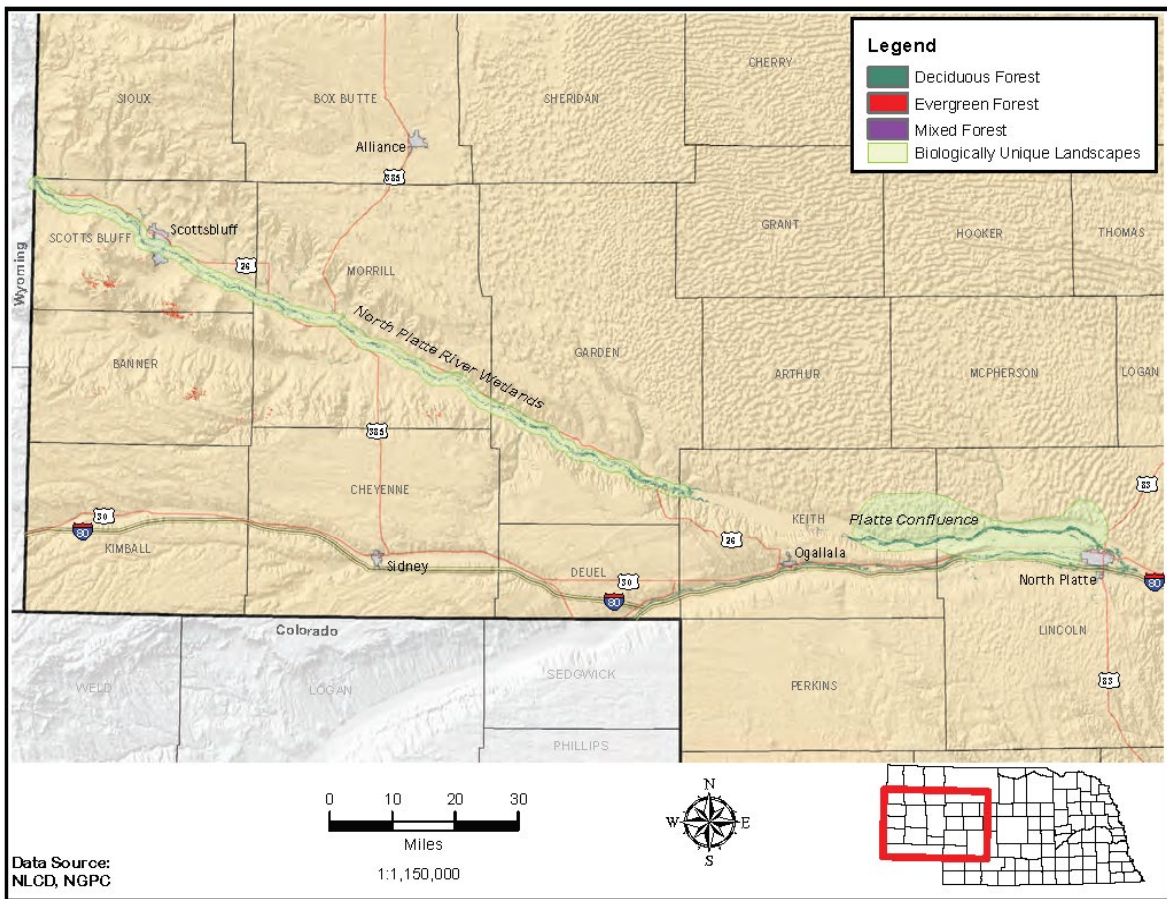 Legend
Deciduous Forest
Evergreen Forest
Mixed Forest
Biologically Unique Landscapes
CHERRY
SIOUX
BOX BUTTE
SHERIDAN
Alliance
385
GRANT
HOOKER
THOMAS
Scottsbluff
SCOTTS BLUFF
Wyoming
26
MORRILL
North Platte River Wetlands
GARDEN
BANNER
ARTHUR
MCPHERSON
LOGAN
385
CHEYENNE
83
30
80
KEITH
Platte Confluence
26
KIMBALL
Sidney
DEUEL
30
Ogallala
North Platte
80
80
Colorado
LINCOLN
WELD
LOGAN
SEDGWICK
PERKINS
83
PHILLIPS
0 10 20 30
Miles
1:1,150,000
N
W E
S
Data Source:
NLCD, NGPC